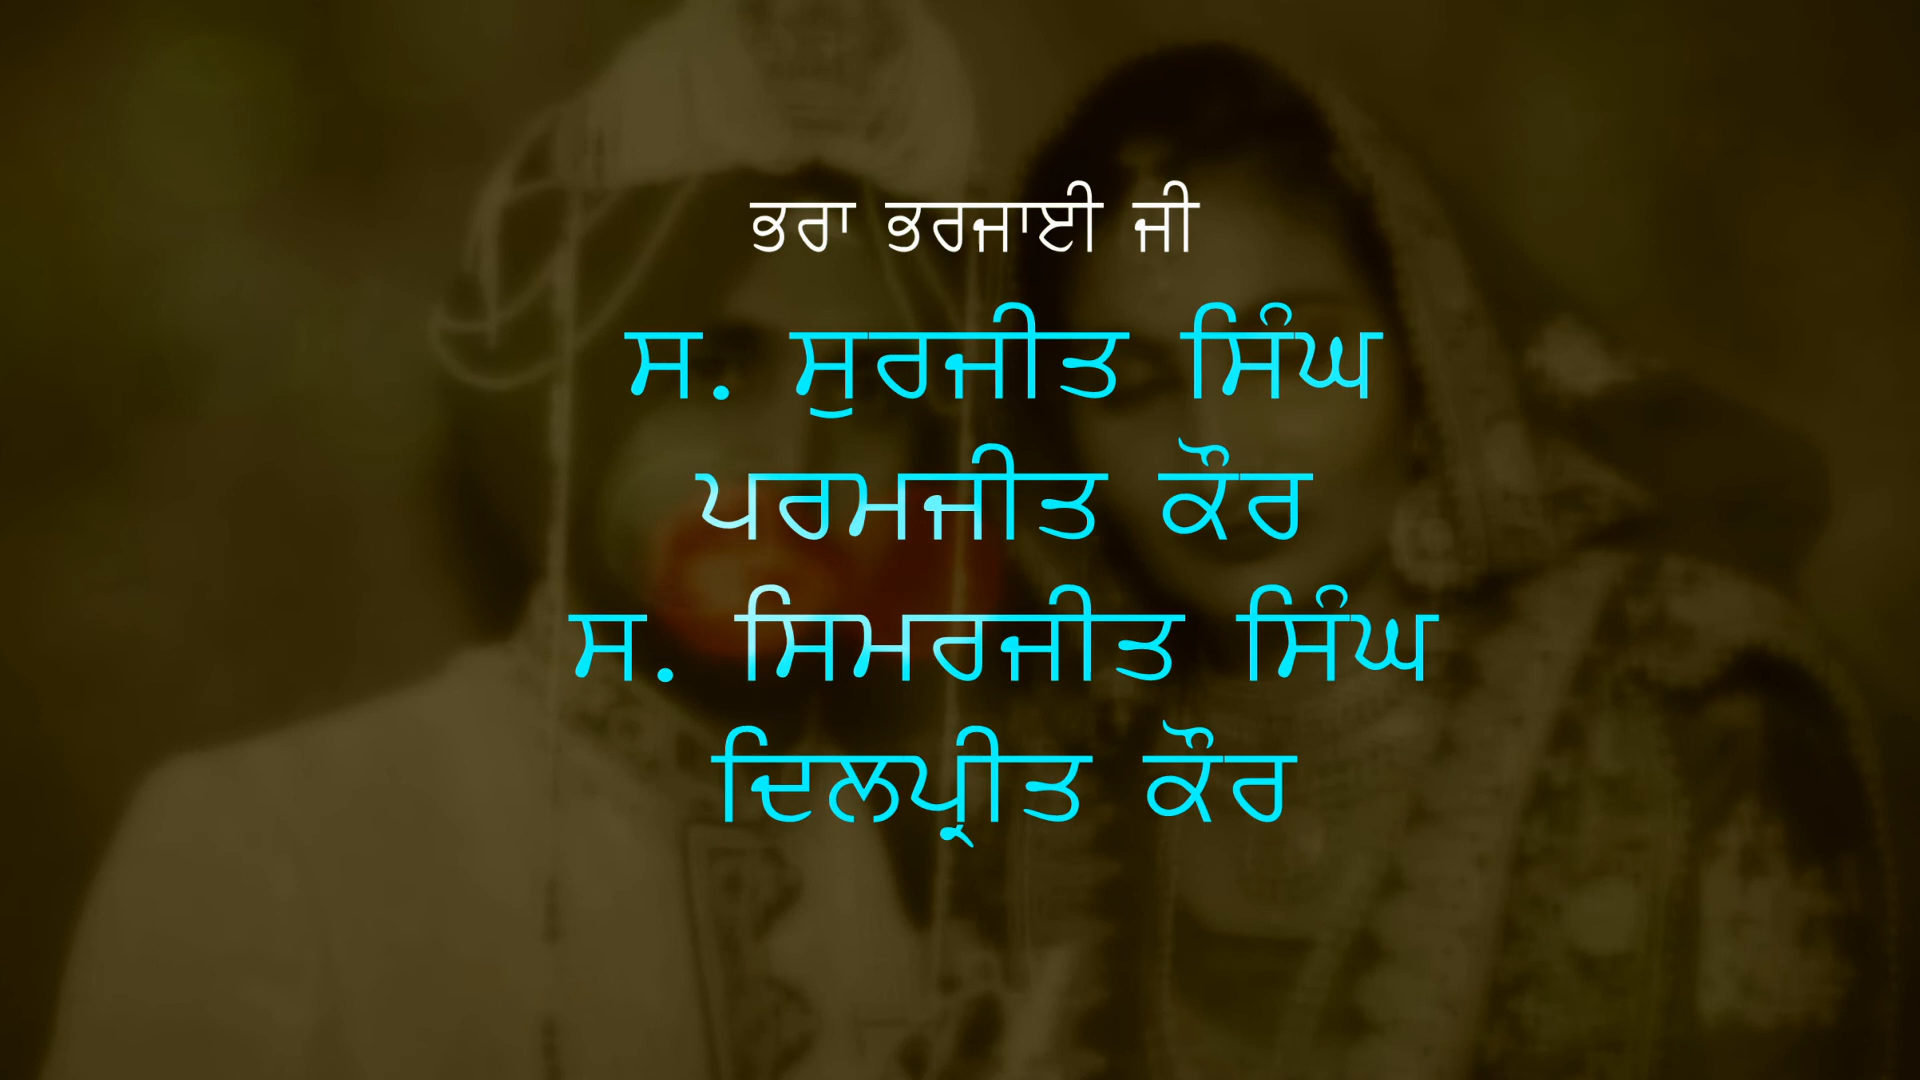 ਭਰਾ ਭਰਜਾਈ ਜੀ
ਸ. ਸੁਰਜੀਤ ਸਿੰਘ
ਪਰਮਜੀਤ ਕੌਰ
ਸ. ਸਿਮਰਜੀਤ ਸਿੰਘ
ਦਿਲਪ੍ਰੀਤ ਕੌਰ